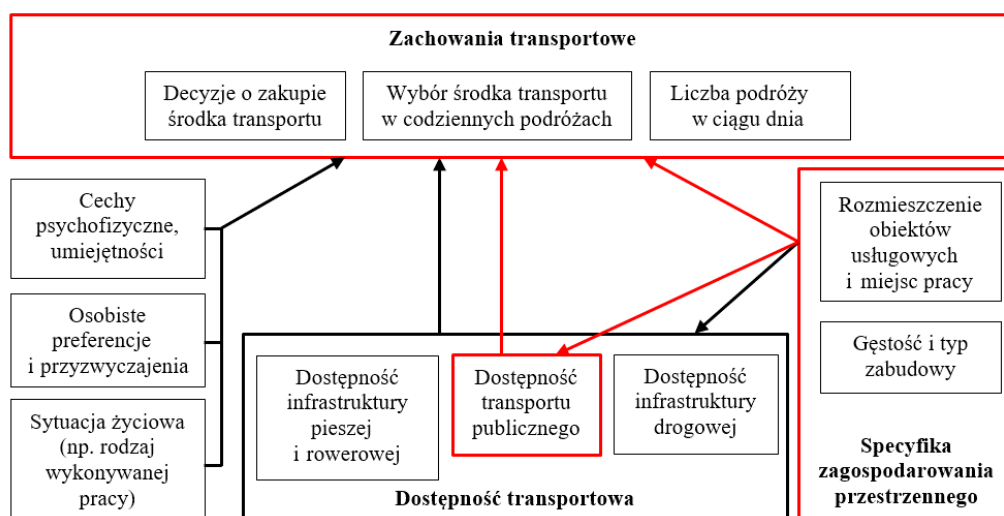 Zachowania transportowe
Decyzje o zakupie
środka transportu
Wybór środka transportu
w codziennych podróżach
Liczba podróży
w ciągu dnia
Cechy
psychofizyczne,
umiejętności
Osobiste
preferencje
i przyzwyczajenia
Sytuacja życiowa
(np. rodzaj
wykonywanej
pracy)
Dostępność
infrastruktury
pieszej
i rowerowej
Dostępność
transportu
publicznego
Dostępność
infrastruktury
drogowej
Dostępność transportowa
Rozmieszczenie
obiektów
usługowych
i miejsc pracy
Gęstość i typ
zabudowy
Specyfika
zagospodarowania
przestrzennego